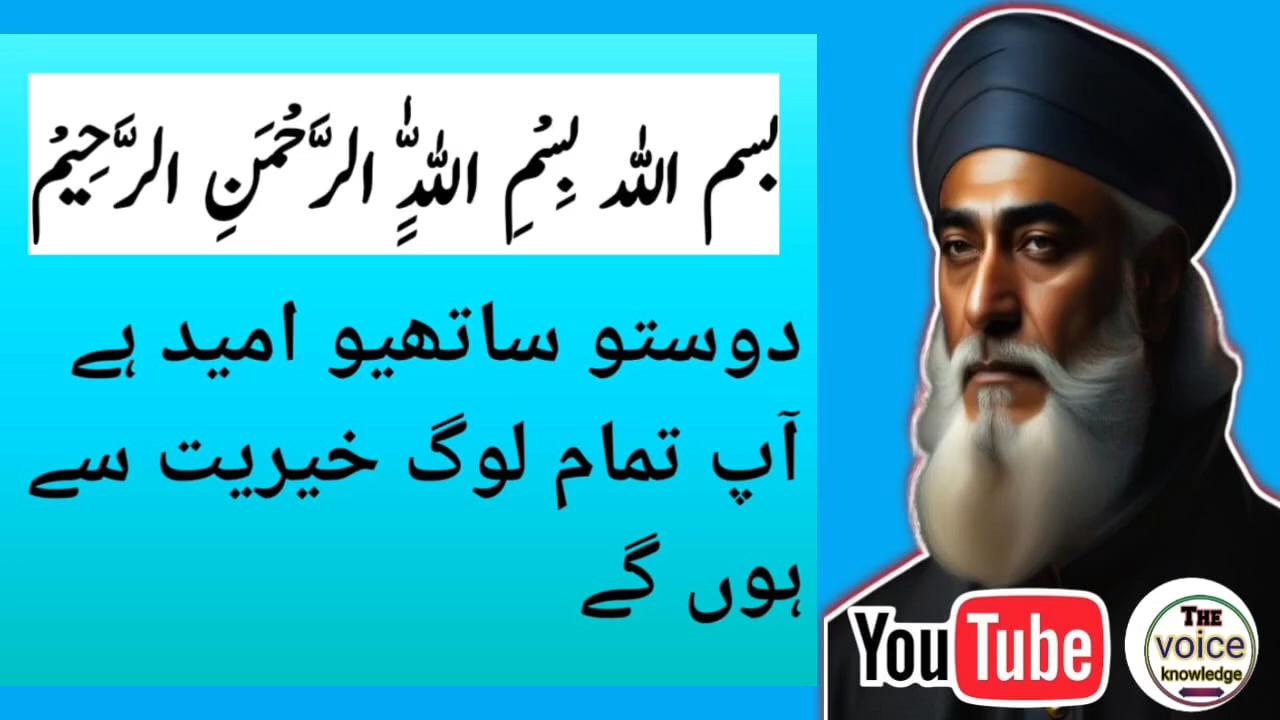 بسم اللہ بِسْمِ اللہِ الرَّحْمَنِ الرَّحِيْمُ
دوستو ساتھیو امید ہے
آپ تمام لوگ خیریت سے
ہوں گے
YouTube
THE
voice
knowledge